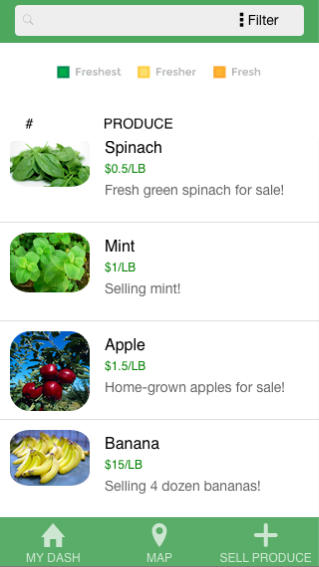 Filter
Freshest Fresher Fresh
# PRODUCE
Spinach
$0.5/LB
Fresh green spinach for sale!
Mint
$1/LB
Selling mint!
Apple
$1.5/LB
Home-grown apples for sale!
Banana
$15/LB
Selling 4 dozen bananas!
MY DASH MAP SELL PRODUCE